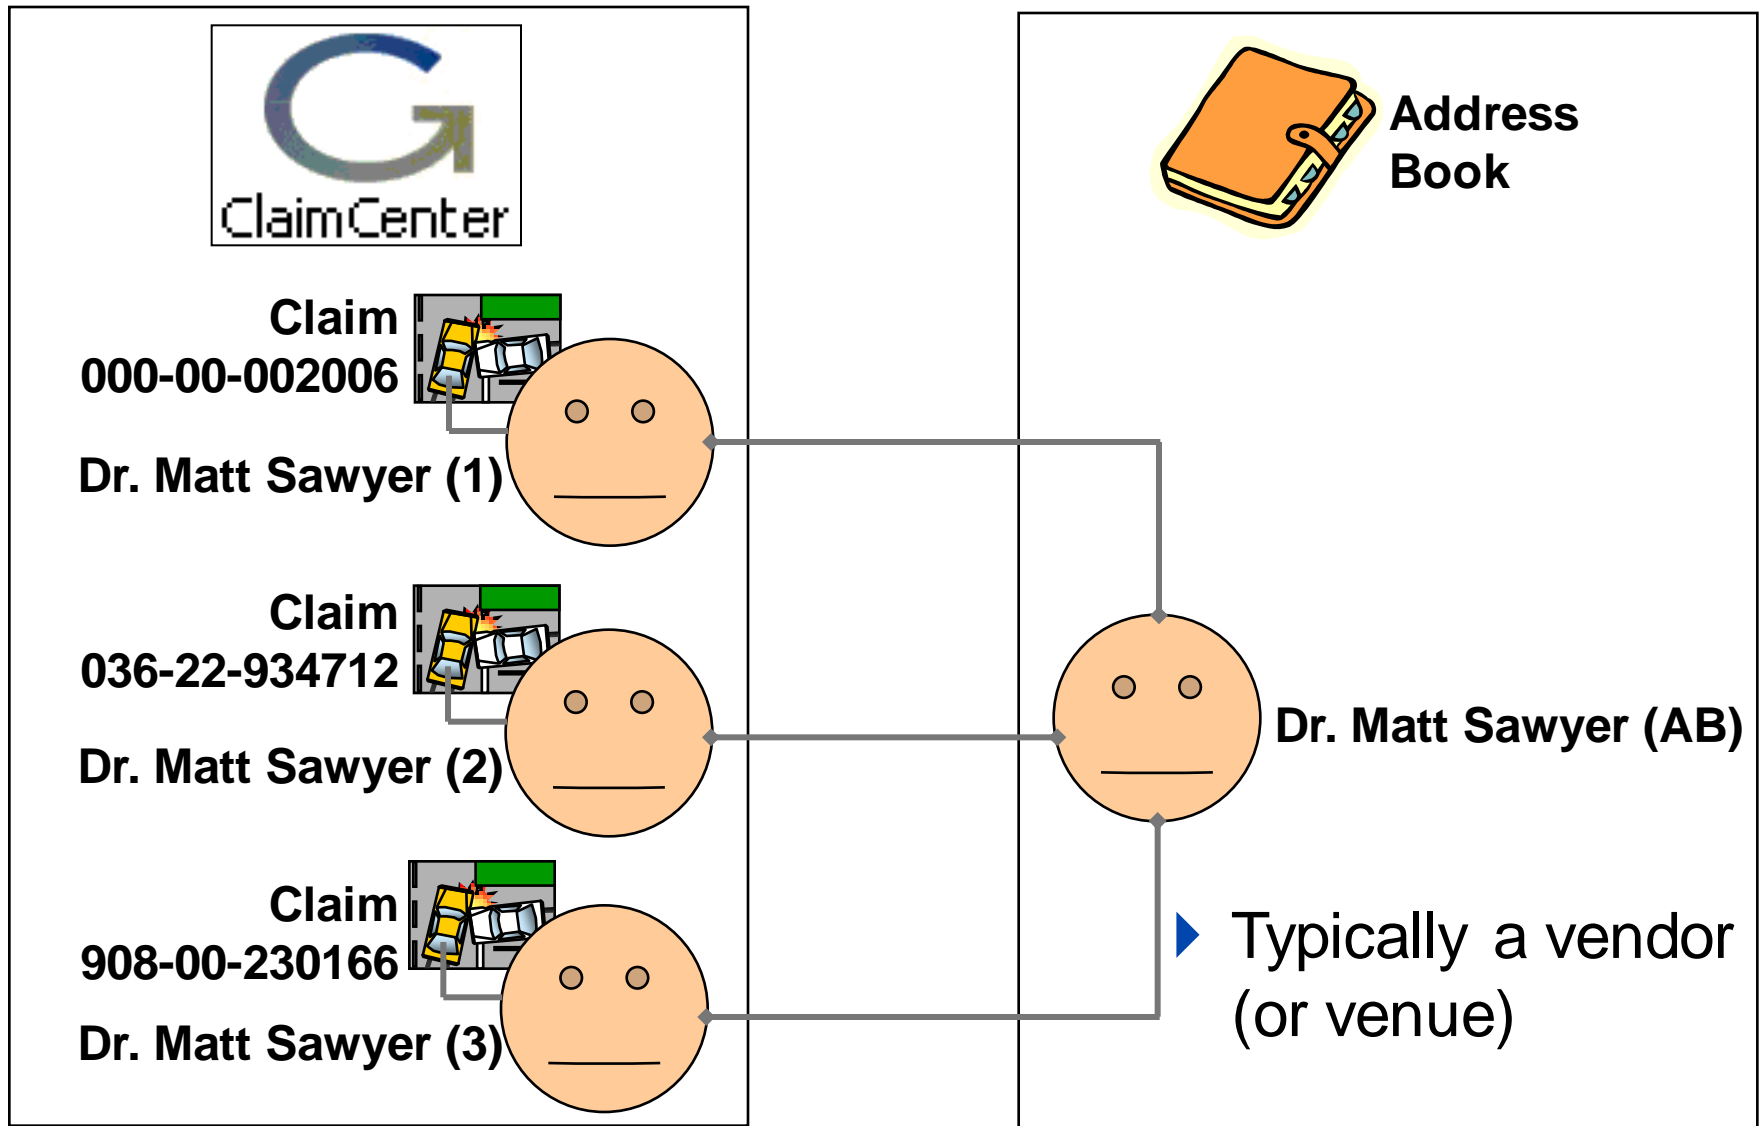 ClaimCenter
Address
Book
Claim
000-00-002006
Dr. Matt Sawyer (1)
Claim
036-22-934712
Dr. Matt Sawyer (2)
Dr. Matt Sawyer (AB)
Claim
908-00-230166
Dr. Matt Sawyer (3)
Typically a vendor
(or venue)